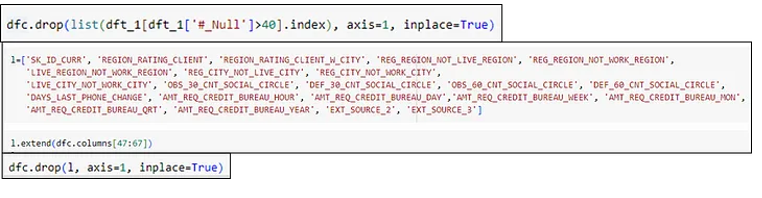 dfc.drop(list(dft_1[dft_1['#_Null']>40].index), axis=1, inplace=True)
l=['SK_ID_CURR', 'REGION_RATING_CLIENT', 'REGION_RATING_CLIENT_W_CITY', 'REG_REGION_NOT_LIVE_REGION', 'REG_REGION_NOT_WORK_REGION',
'LIVE_REGION_NOT_WORK_REGION', 'REG_CITY_NOT_LIVE_CITY', 'REG_CITY_NOT_WORK_CITY',
'LIVE_CITY_NOT_WORK_CITY', 'OBS_30_CNT_SOCIAL_CIRCLE', 'DEF_30_CNT_SOCIAL_CIRCLE', 'OBS_60_CNT_SOCIAL_CIRCLE', 'DEF_60_CNT_SOCIAL_CIRCLE',
'DAYS_LAST_PHONE_CHANGE', 'AMT_REQ_CREDIT_BUREAU_HOUR', 'AMT_REQ_CREDIT_BUREAU_DAY','AMT_REQ_CREDIT_BUREAU_WEEK', 'AMT_REQ_CREDIT_BUREAU_MON',
'AMT_REQ_CREDIT_BUREAU_QRT', 'AMT_REQ_CREDIT_BUREAU_YEAR', 'EXT_SOURCE_2', 'EXT_SOURCE_3']
l.extend(dfc.columns[47:67])
dfc.drop(l, axis=1, inplace=True)